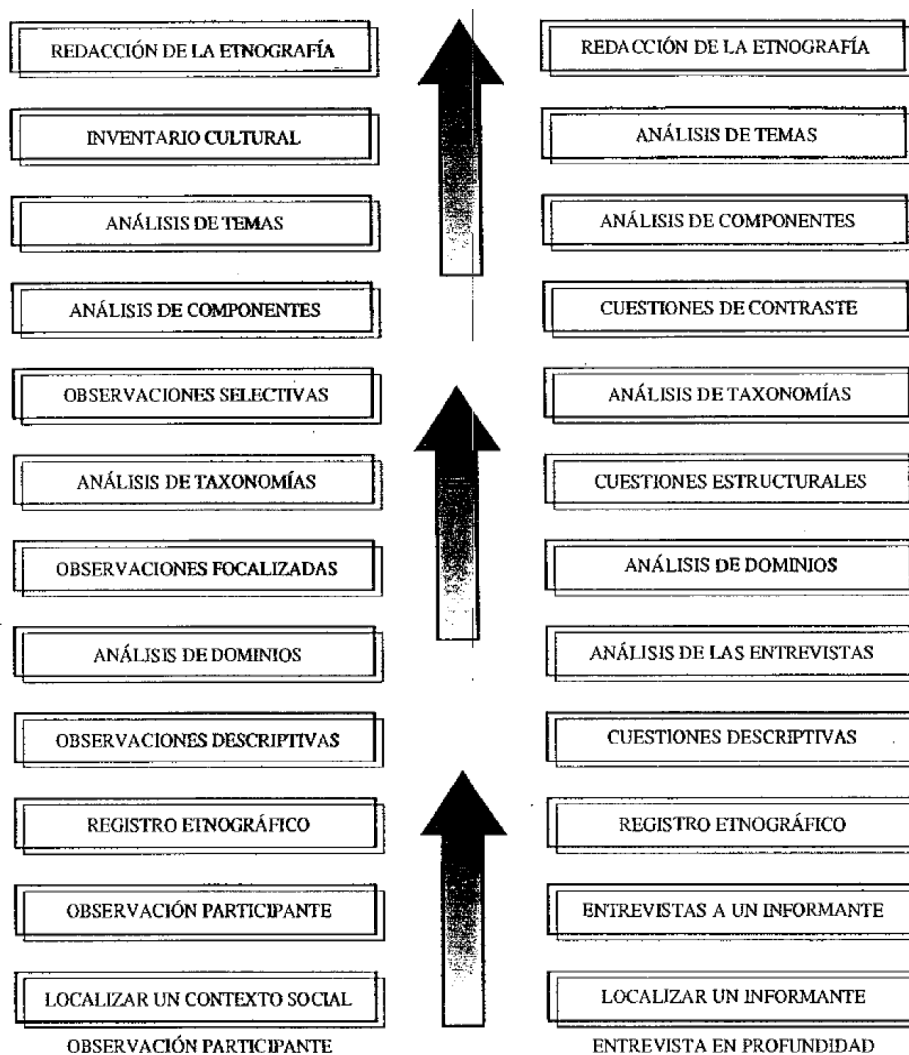 REDACCIÓN DE LA ETNOGRAFÍA
INVENTARIO CULTURAL
ANÁLISIS DE TEMAS
ANÁLISIS DE COMPONENTES
OBSERVACIONES SELECTIVAS
ANÁLISIS DE TAXONOMÍAS
OBSERVACIONES FOCALIZADAS
ANÁLISIS DE DOMINIOS
OBSERVACIONES DESCRIPTIVAS
REGISTRO ETNOGRÁFICO
OBSERVACIÓN PARTICIPANTE
LOCALIZAR UN CONTEXTO SOCIAL
OBSERVACIÓN PARTICIPANTE
REDACCIÓN DE LA ETNOGRAFÍA
ANÁLISIS DE TEMAS
ANÁLISIS DE COMPONENTES
CUESTIONES DE CONTRASTE
ANÁLISIS DE TAXONOMÍAS
CUESTIONES ESTRUCTURALES
ANÁLISIS DE DOMINIOS
ANÁLISIS DE LAS ENTREVISTAS
CUESTIONES DESCRIPTIVAS
REGISTRO ETNOGRÁFICO
ENTREVISTAS A UN INFORMANTE
LOCALIZAR UN INFORMANTE
ENTREVISTA EN PROFUNDIDAD